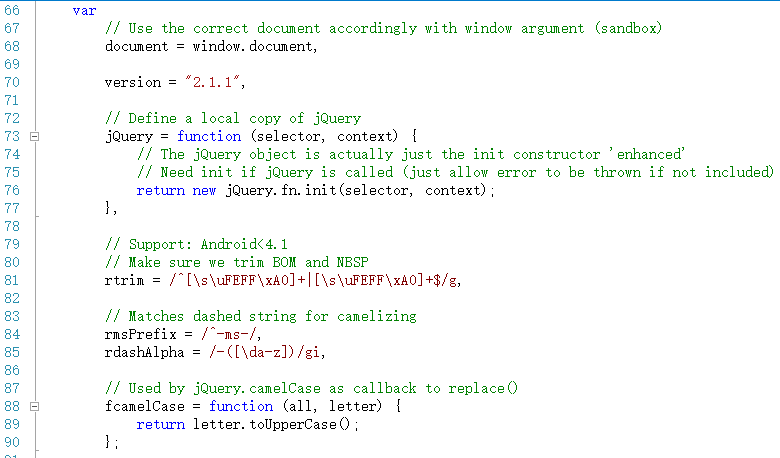 66 var
67 // Use the correct document accordingly with window argument (sandbox)
68 document = window.document,
69
70 version = "2.1.1",
71
72 // Define a local copy of jQuery
73 jQuery = function (selector, context) {
74 // The jQuery object is actually just the init constructor 'enhanced'
75 // Need init if jQuery is called (just allow error to be thrown if not included)
76 return new jQuery.fn.init(selector, context);
77 },
78
79 // Support: Android<4.1
80 // Make sure we trim BOM and NBSP
81 rtrim = /^[\s\uFEFF\xA0]+|[\s\uFEFF\xA0]+$/g,
82
83 // Matches dashed string for camelizing
84 rmsPrefix = /^-ms-/,
85 rdashAlpha = /-([\da-z])/gi,
86
87 // Used by jQuery.camelCase as callback to replace()
88 fcamelCase = function (all, letter) {
89 return letter.toUpperCase();
90 };